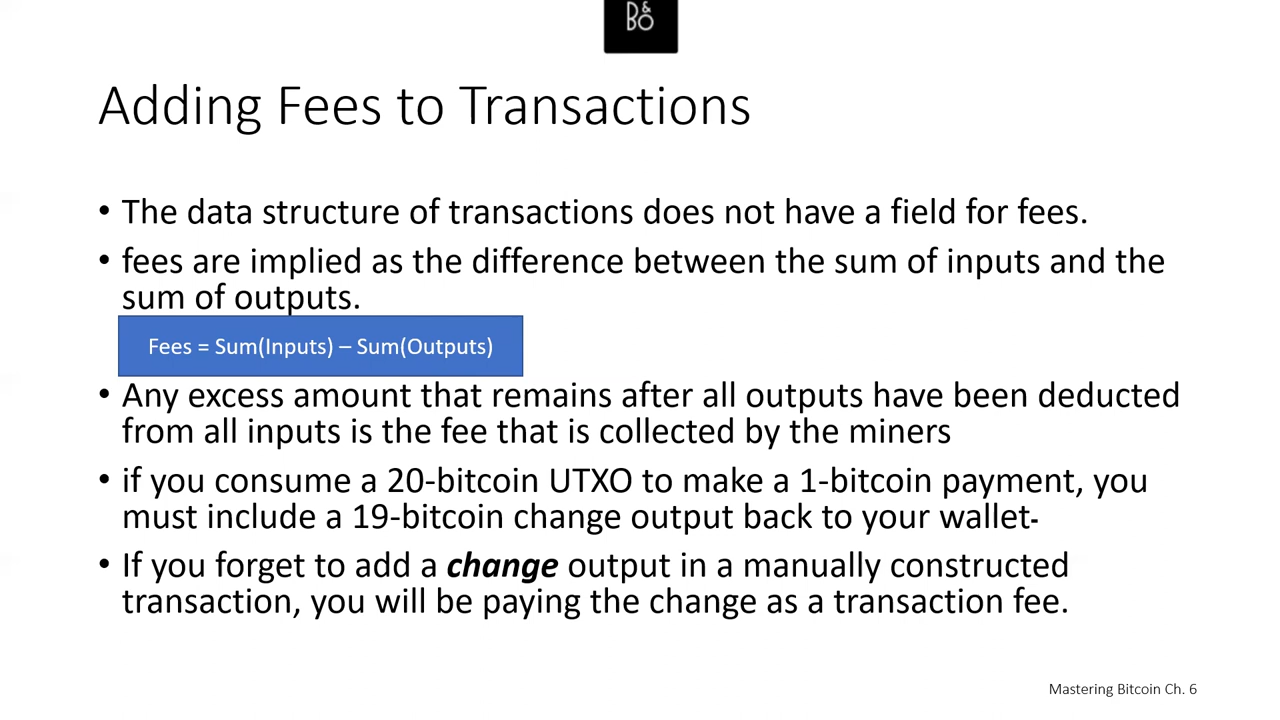 B&O
Adding Fees to Transactions
• The data structure of transactions does not have a field for fees.
• fees are implied as the difference between the sum of inputs and the
sum of outputs.
Fees = Sum(Inputs) – Sum(Outputs)
• Any excess amount that remains after all outputs have been deducted
from all inputs is the fee that is collected by the miners
• if you consume a 20-bitcoin UTXO to make a 1-bitcoin payment, you
must include a 19-bitcoin change output back to your wallet-
• If you forget to add a change output in a manually constructed
transaction, you will be paying the change as a transaction fee.
Mastering Bitcoin Ch. 6